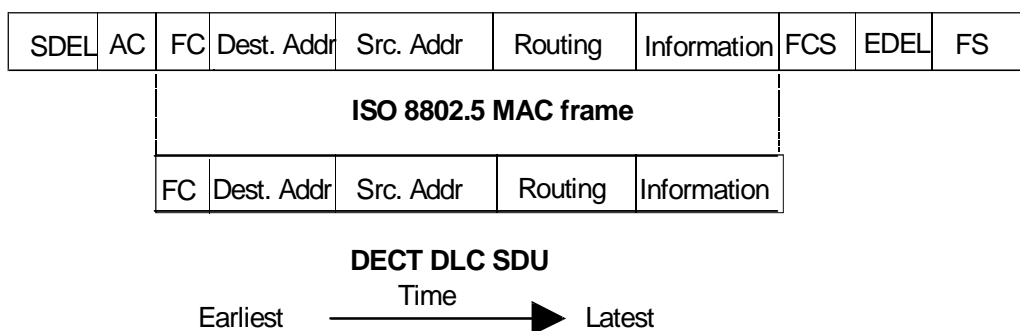 SDEL AC FC Dest. Addr Src. Addr Routing Information FCS EDEL FS
ISO 8802.5 MAC frame
FC Dest. Addr Src. Addr Routing Information
DECT DLC SDU
Time
Earliest Latest